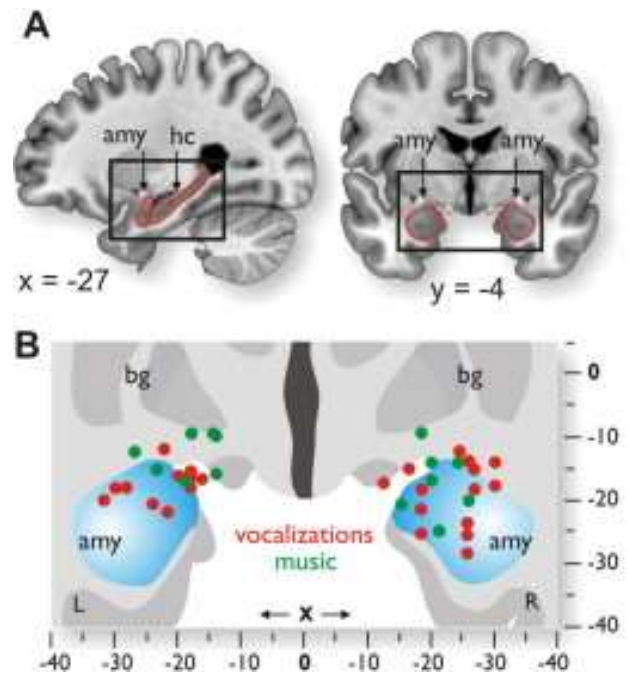 A
amy hc
amy amy
x = -27
y = -4
B
bg bg
0
-10
-20
-30
-40
vocalizations
music
amy amy
L R
x
-40 -30 -20 -10 0 -10 -20 -30 -40